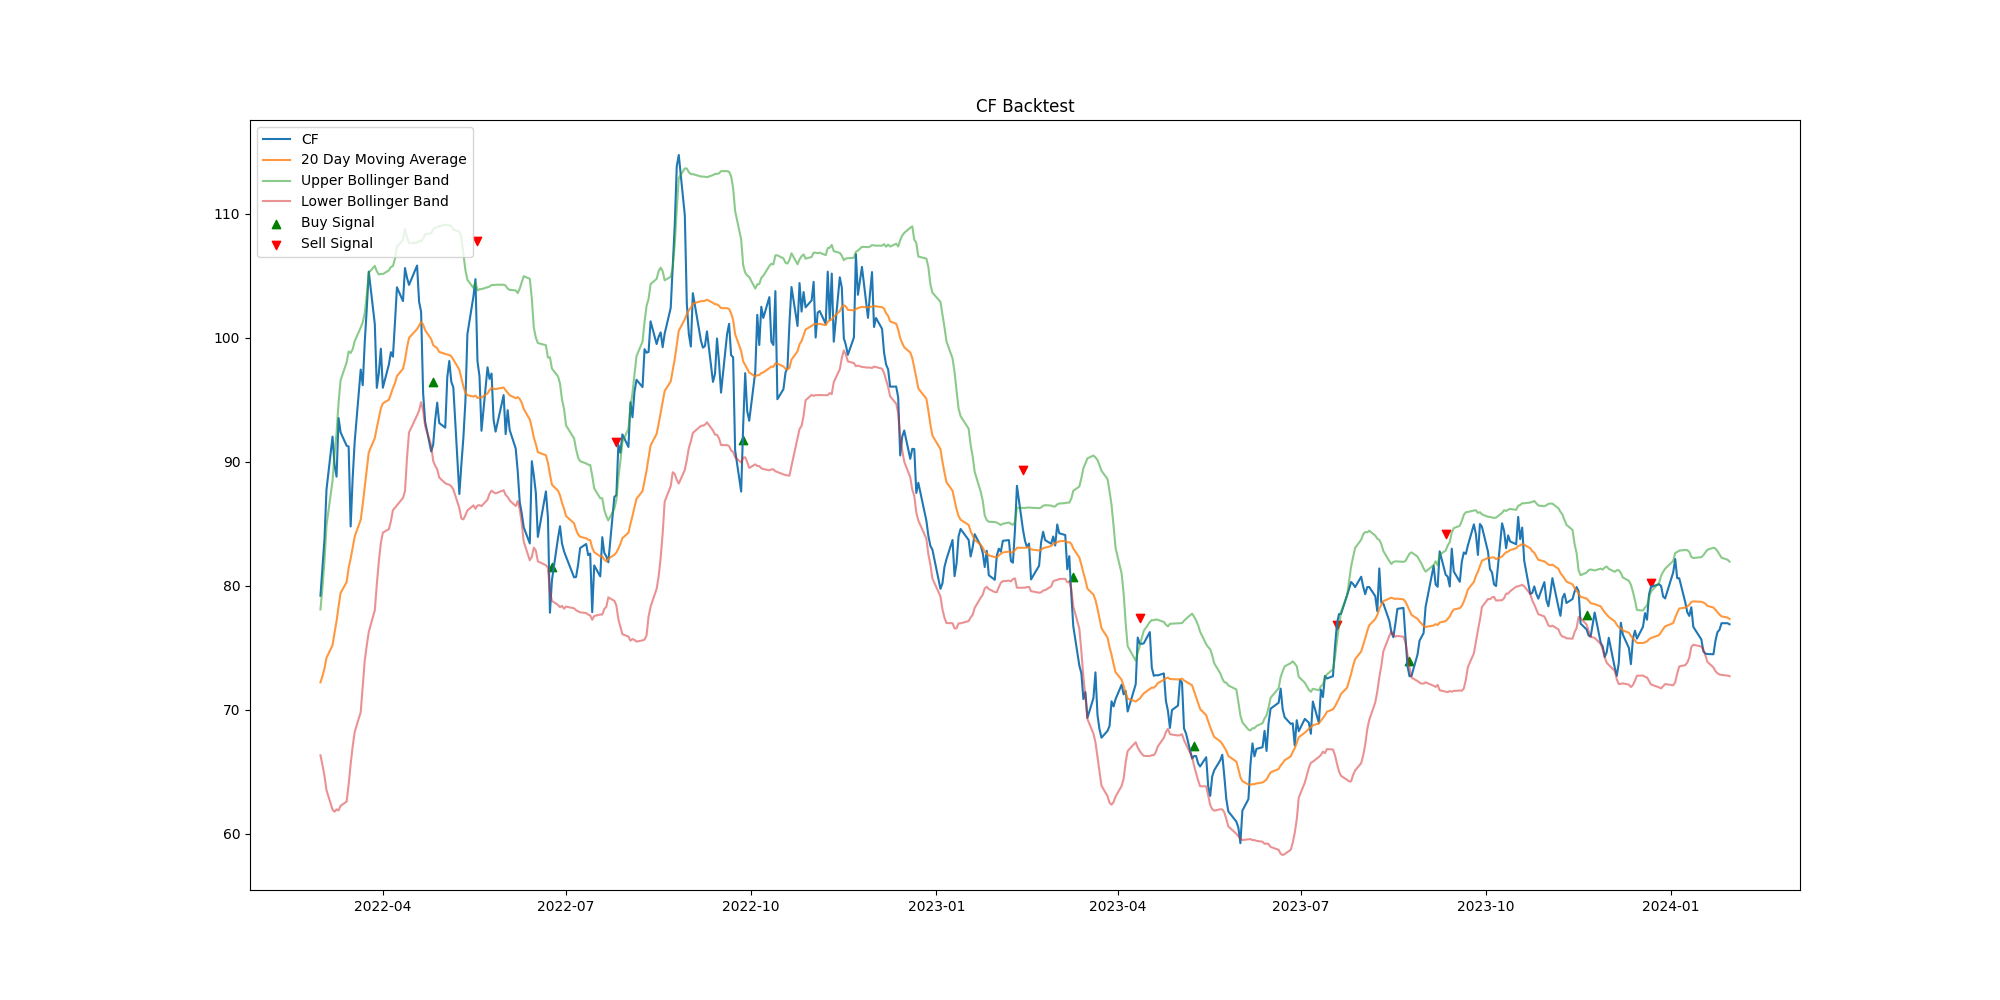 CF Backtest
CF
20 Day Moving Average
Upper Bollinger Band
Lower Bollinger Band
Buy Signal
Sell Signal
110
100
90
80
70
60
2022-04
2022-07
2022-10
2023-01
2023-04
2023-07
2023-10
2024-01